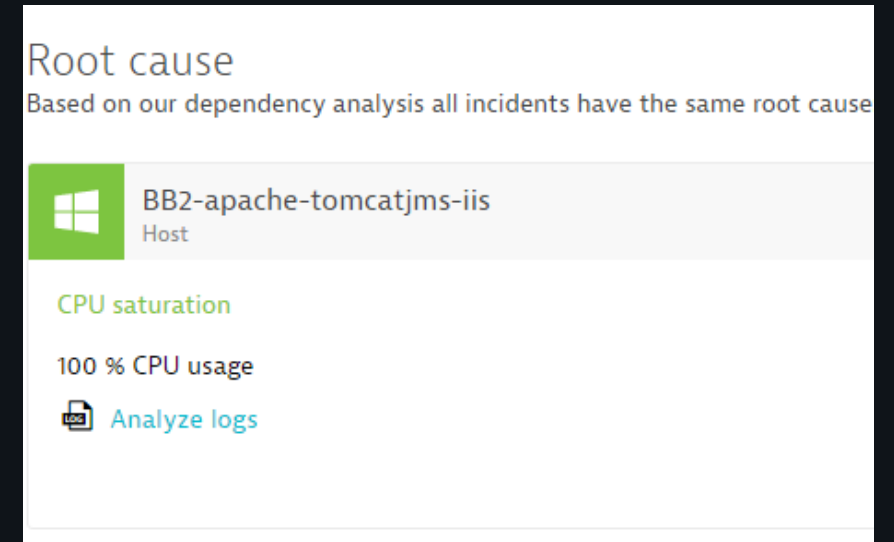 Root cause
Based on our dependency analysis all incidents have the same root cause
BB2-apache-tomcatjms-iis
Host
CPU saturation
100 % CPU usage
LOG
Analyze logs